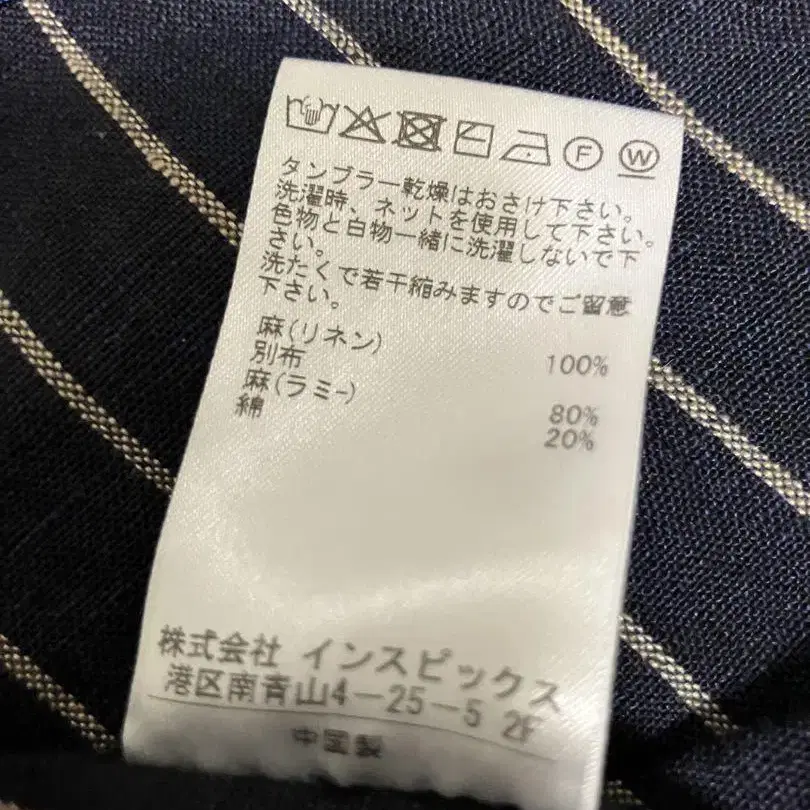 F W
タンブラー乾燥はおさけ下さい。
洗濯時、ネットを使用して下さい。
色物と白物一緒に洗濯しないで下
さい。
洗たくで若干縮みますのでご留意
下さい。
麻(リネン) 100%
別布
麻(ラミー) 80%
綿 20%
株式会社 インスピックス
港区南青山4-25-5 2F
中国製